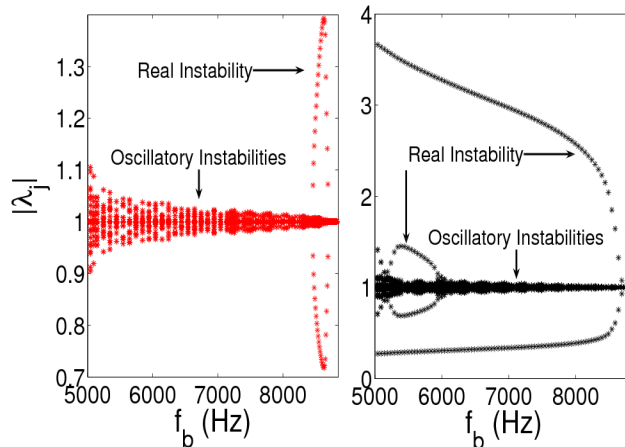 Real Instability
Oscillatory Instabilities
|λj|
1.3
1.2
1.1
1
0.9
0.8
0.7
5000 6000 7000 8000
fb (Hz)
Real Instability
Oscillatory Instabilities
4
3
2
1
0
5000 6000 7000 8000
fb (Hz)